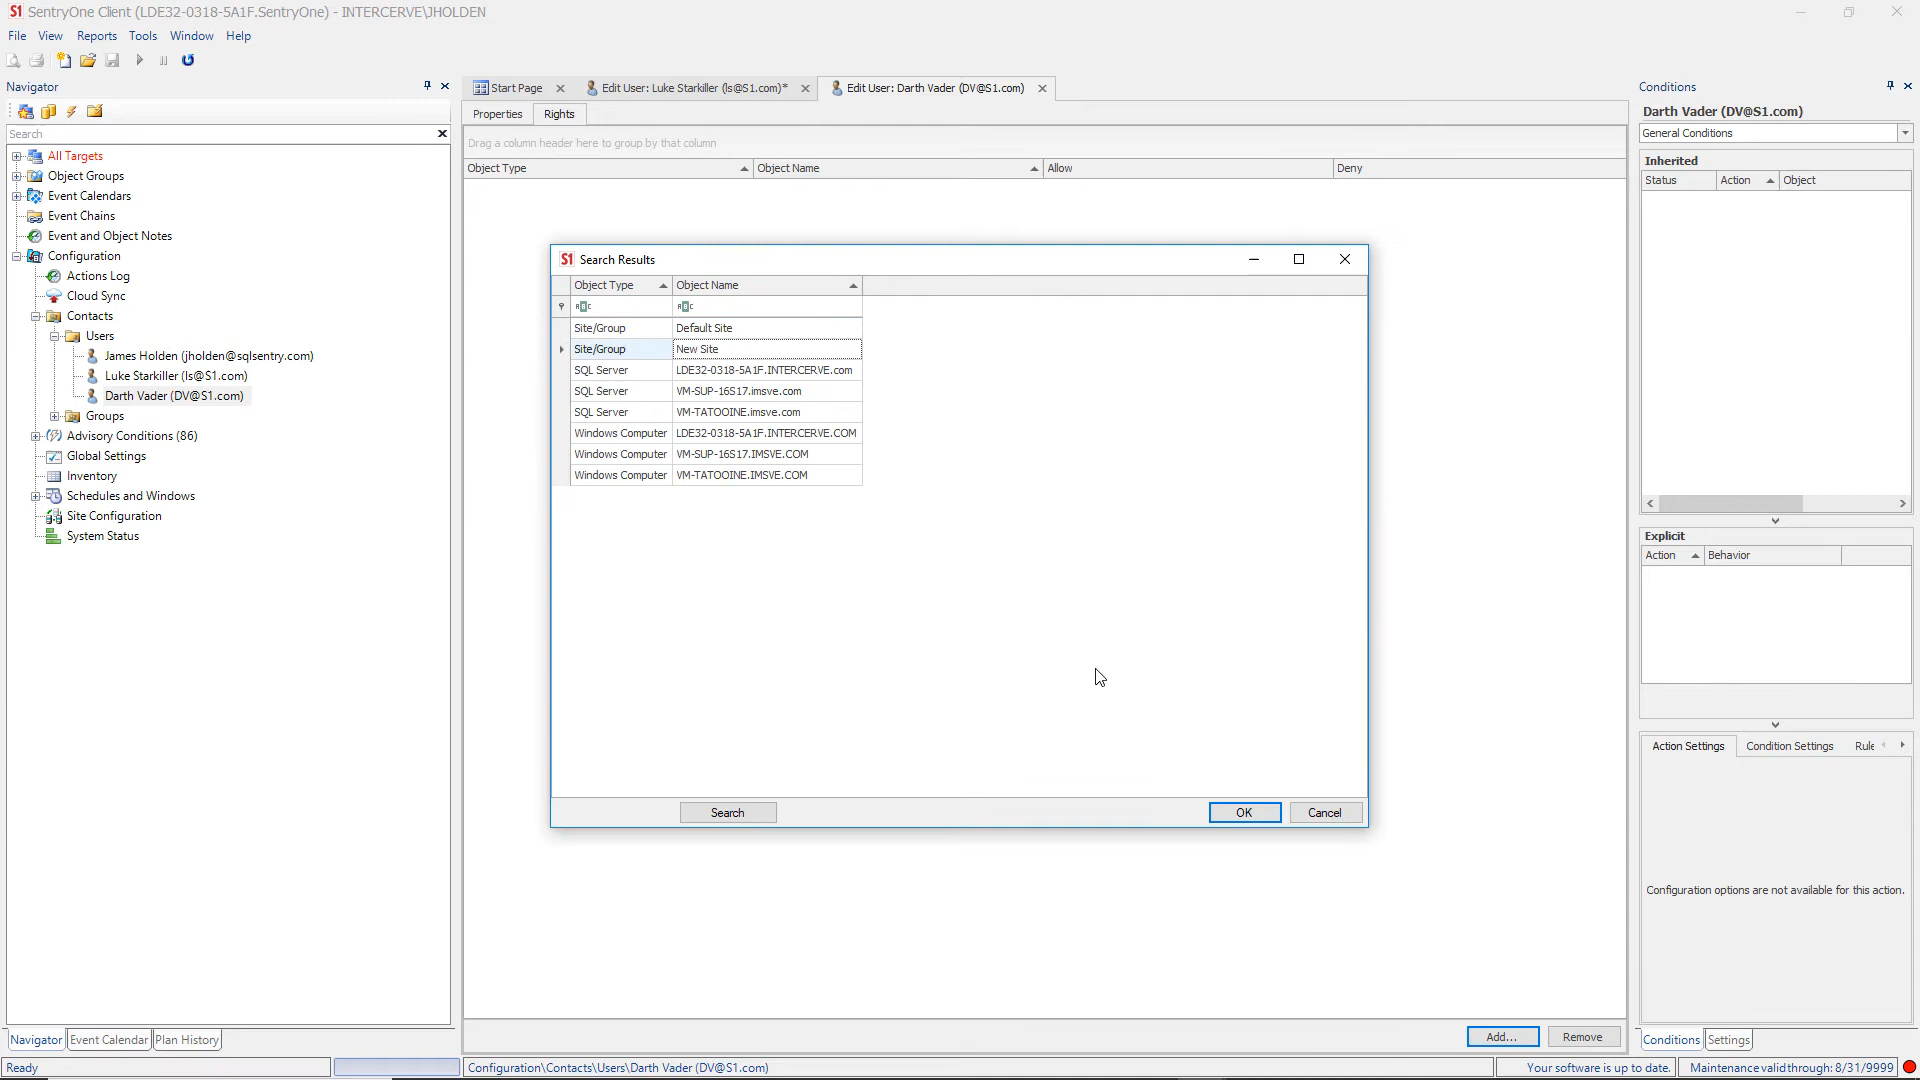 S1 SentryOne Client (LDE32-0318-5A1F.SentryOne) - INTERCERVE\JHOLDEN
File View Reports Tools Window Help
Navigator
Search
All Targets
Object Groups
Event Calendars
Event Chains
Event and Object Notes
Configuration
Actions Log
Cloud Sync
Contacts
Users
James Holden (jholden@sqlsentry.com)
Luke Starkiller (ls@S1.com)
Darth Vader (DV@S1.com)
Groups
Advisory Conditions (86)
Global Settings
Inventory
Schedules and Windows
Site Configuration
System Status
Navigator Event Calendar Plan History
Start Page Edit User: Luke Starkiller (ls@S1.com)* Edit User: Darth Vader (DV@S1.com)
Properties Rights
Drag a column header here to group by that column
Object Type Object Name Allow Deny
S1 Search Results
Object Type Object Name
Site/Group Default Site
Site/Group New Site
SQL Server LDE32-0318-5A1F.INTERCERVE.com
SQL Server VM-SUP-16S17.imsve.com
SQL Server VM-TATOOINE.imsve.com
Windows Computer LDE32-0318-5A1F.INTERCERVE.COM
Windows Computer VM-SUP-16S17.IMSVE.COM
Windows Computer VM-TATOOINE.IMSVE.COM
Search OK Cancel
Add... Remove
Conditions
Darth Vader (DV@S1.com)
General Conditions
Inherited
Status Action Object
Explicit
Action Behavior
Action Settings Condition Settings Rule
Configuration options are not available for this action.
Conditions Settings
Ready Configuration\Contacts\Users\Darth Vader (DV@S1.com) Your software is up to date. Maintenance valid through: 8/31/9999